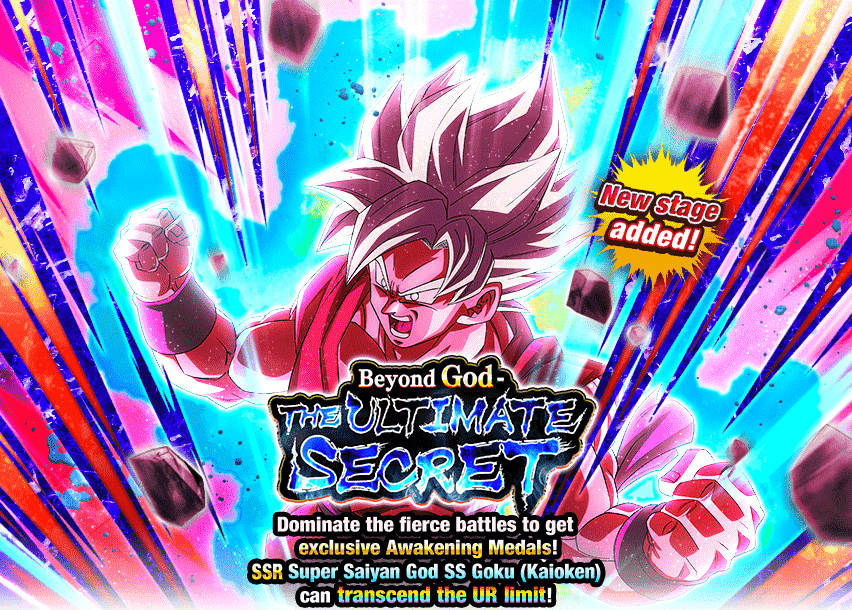 New stage
added!
Beyond God-
THE ULTIMATE
SECRET
Dominate the fierce battles to get
exclusive Awakening Medals!
SSR Super Saiyan God SS Goku (Kaioken)
can transcend the UR limit!